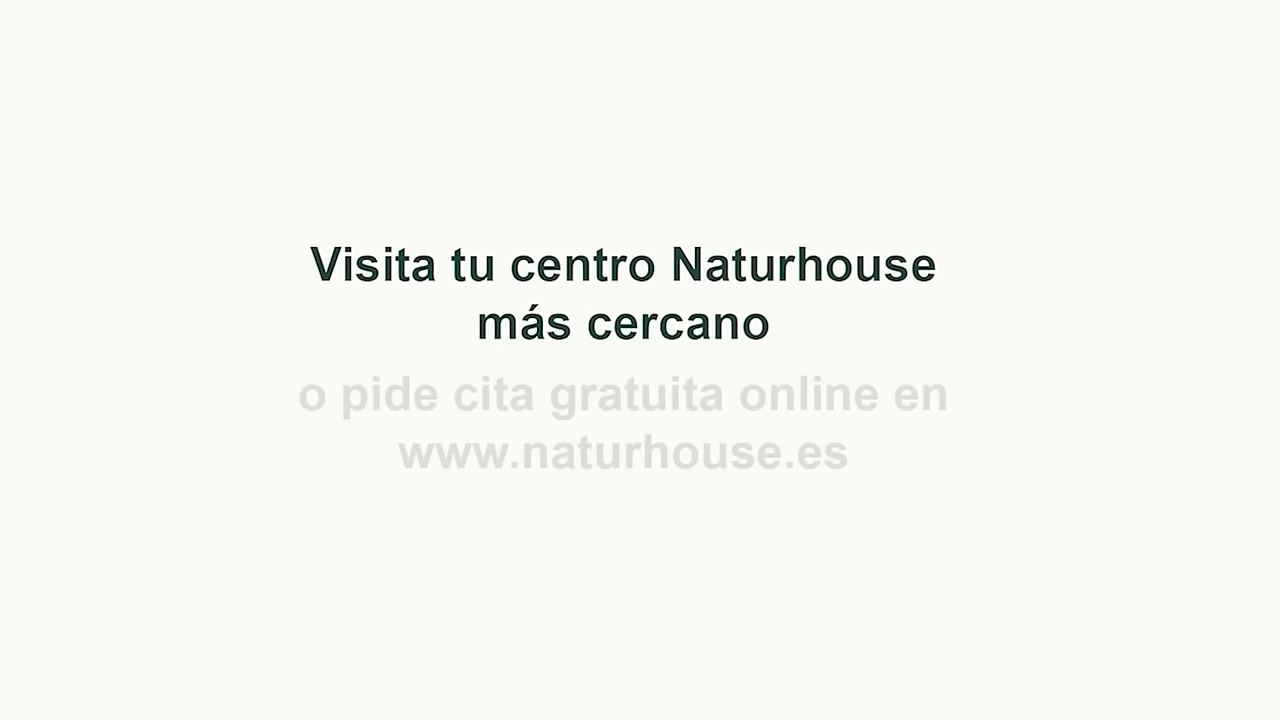 Visita tu centro Naturhouse
más cercano
o pide cita gratuita online en
www.naturhouse.es